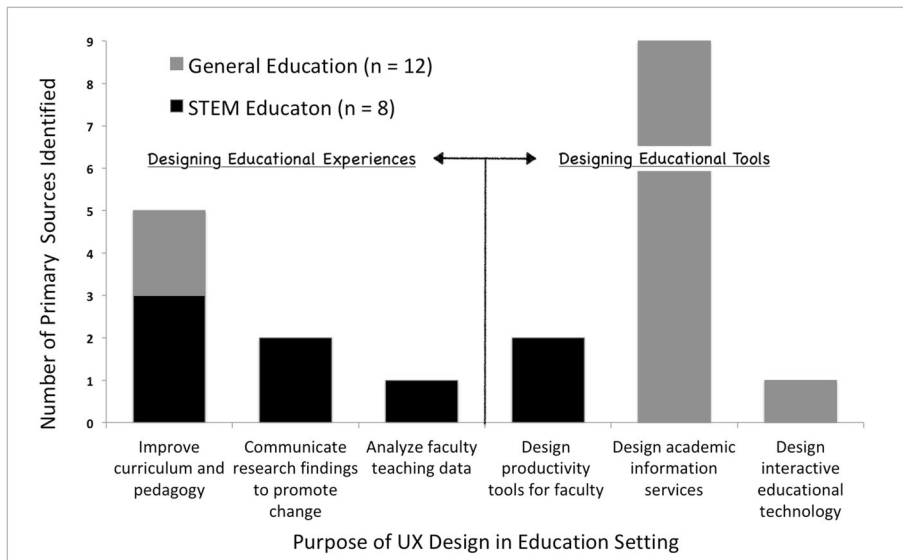 Number of Primary Sources Identified
9
8
7
6
5
4
3
2
1
0
General Education (n = 12)
STEM Educaton (n = 8)
Designing Educational Experiences
Designing Educational Tools
Improve
curriculum and
pedagogy
Communicate
research findings
to promote
change
Analyze faculty
teaching data
Design
productivity
tools for faculty
Design academic
information
services
Design
interactive
educational
technology
Purpose of UX Design in Education Setting